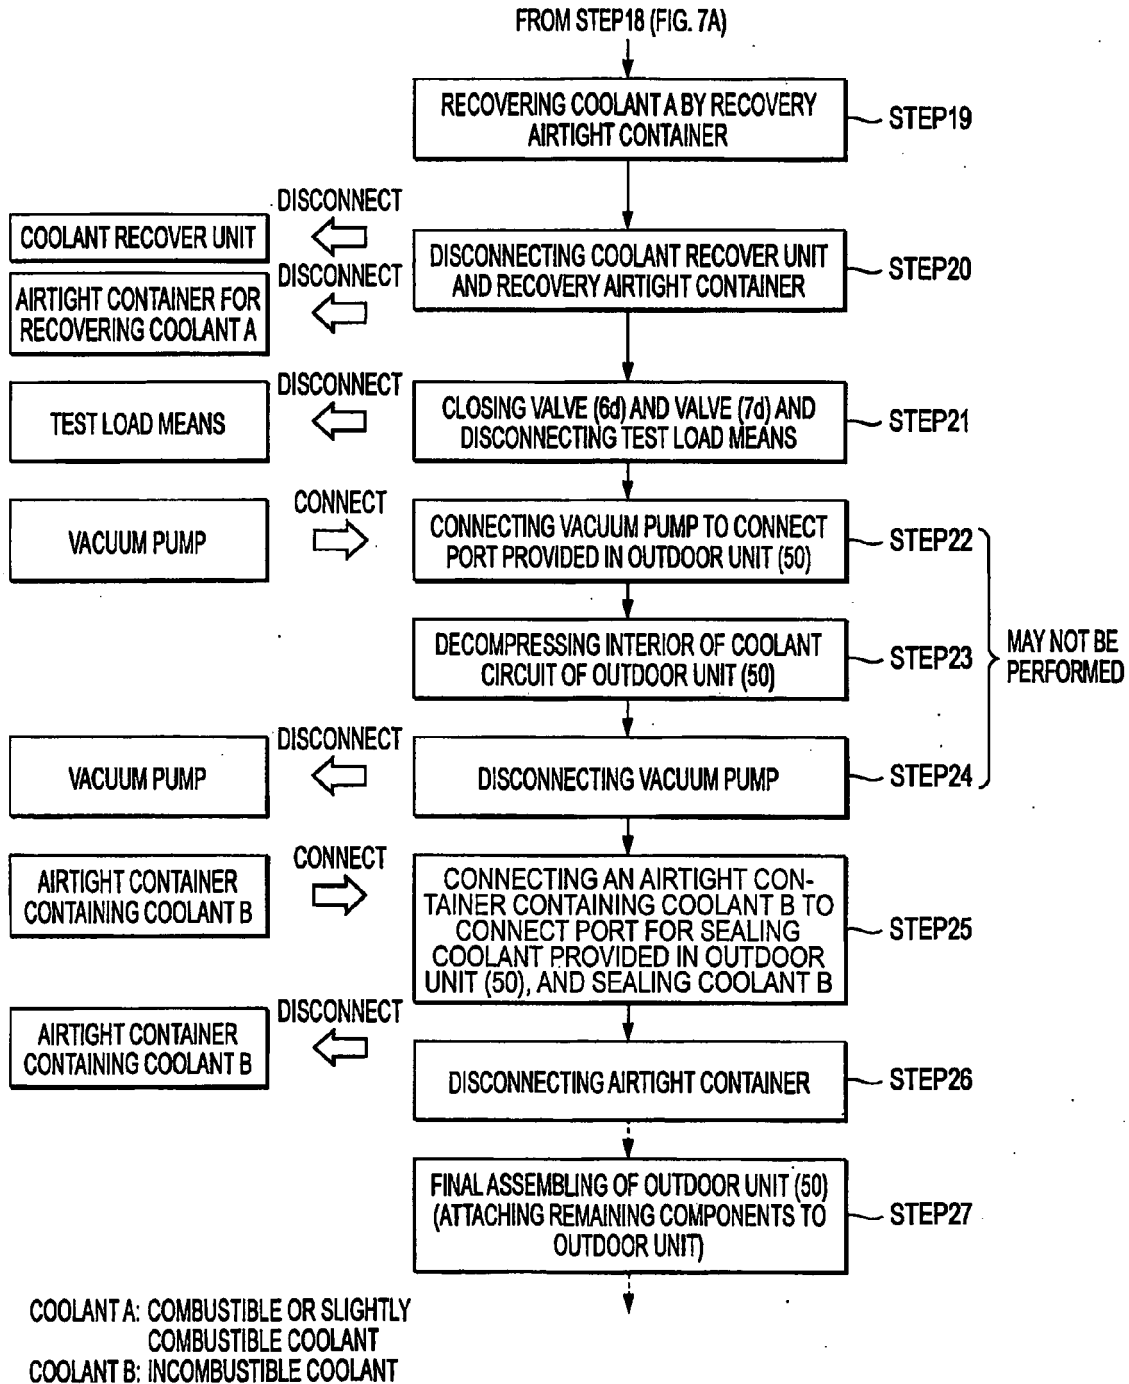 FROM STEP18 (FIG. 7A)
RECOVERING COOLANT A BY RECOVERY
AIRTIGHT CONTAINER
STEP19
DISCONNECT
COOLANT RECOVER UNIT
DISCONNECT
AIRTIGHT CONTAINER FOR
RECOVERING COOLANT A
DISCONNECTING COOLANT RECOVER UNIT
AND RECOVERY AIRTIGHT CONTAINER
STEP20
DISCONNECT
TEST LOAD MEANS
CLOSING VALVE (6d) AND VALVE (7d) AND
DISCONNECTING TEST LOAD MEANS
STEP21
CONNECT
VACUUM PUMP
CONNECTING VACUUM PUMP TO CONNECT
PORT PROVIDED IN OUTDOOR UNIT (50)
STEP22
DECOMPRESSING INTERIOR OF COOLANT
CIRCUIT OF OUTDOOR UNIT (50)
STEP23
MAY NOT BE
PERFORMED
DISCONNECT
VACUUM PUMP
DISCONNECTING VACUUM PUMP
STEP24
CONNECT
AIRTIGHT CONTAINER
CONTAINING COOLANT B
CONNECTING AN AIRTIGHT CON-
TAINER CONTAINING COOLANT B TO
CONNECT PORT FOR SEALING
COOLANT PROVIDED IN OUTDOOR
UNIT (50), AND SEALING COOLANT B
STEP25
DISCONNECT
AIRTIGHT CONTAINER
CONTAINING COOLANT B
DISCONNECTING AIRTIGHT CONTAINER
STEP26
FINAL ASSEMBLING OF OUTDOOR UNIT (50)
(ATTACHING REMAINING COMPONENTS TO
OUTDOOR UNIT)
STEP27
COOLANT A: COMBUSTIBLE OR SLIGHTLY
COMBUSTIBLE COOLANT
COOLANT B: INCOMBUSTIBLE COOLANT